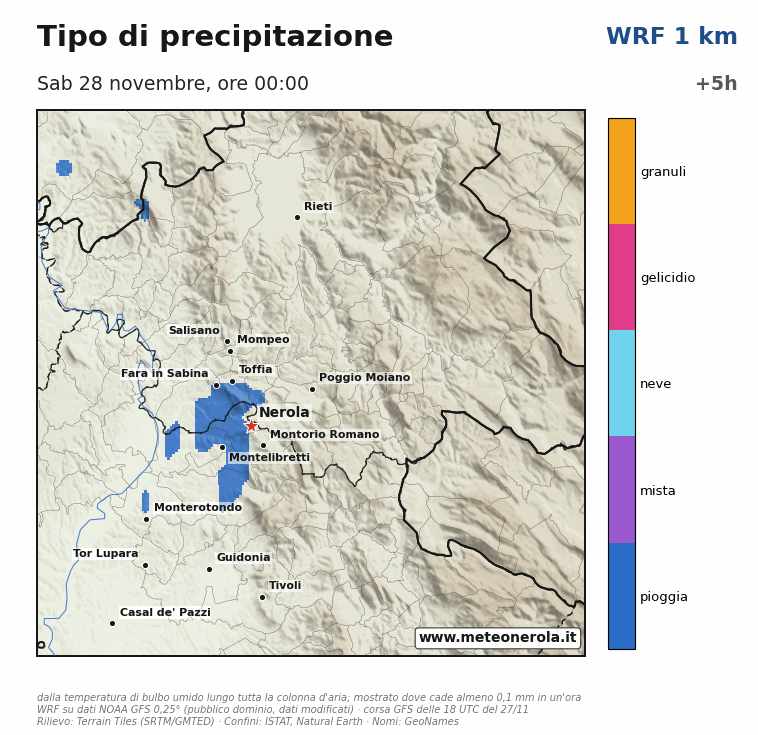 Tipo di precipitazione
WRF 1 km
Sab 28 novembre, ore 00:00
+5h
granuli
gelicidio
neve
mista
pioggia
Rieti
Salisano
Mompeo
Fara in Sabina
Toffia
Poggio Moiano
Nerola
Montorio Romano
Montelibretti
Monterotondo
Tor Lupara
Guidonia
Tivoli
Casal de' Pazzi
www.meteonerola.it
dalla temperatura di bulbo umido lungo tutta la colonna d'aria; mostrato dove cade almeno 0,1 mm in un'ora
WRF su dati NOAA GFS 0,25° (pubblico dominio, dati modificati) · corsa GFS delle 18 UTC del 27/11
Rilievo: Terrain Tiles (SRTM/GMTED) · Confini: ISTAT, Natural Earth · Nomi: GeoNames